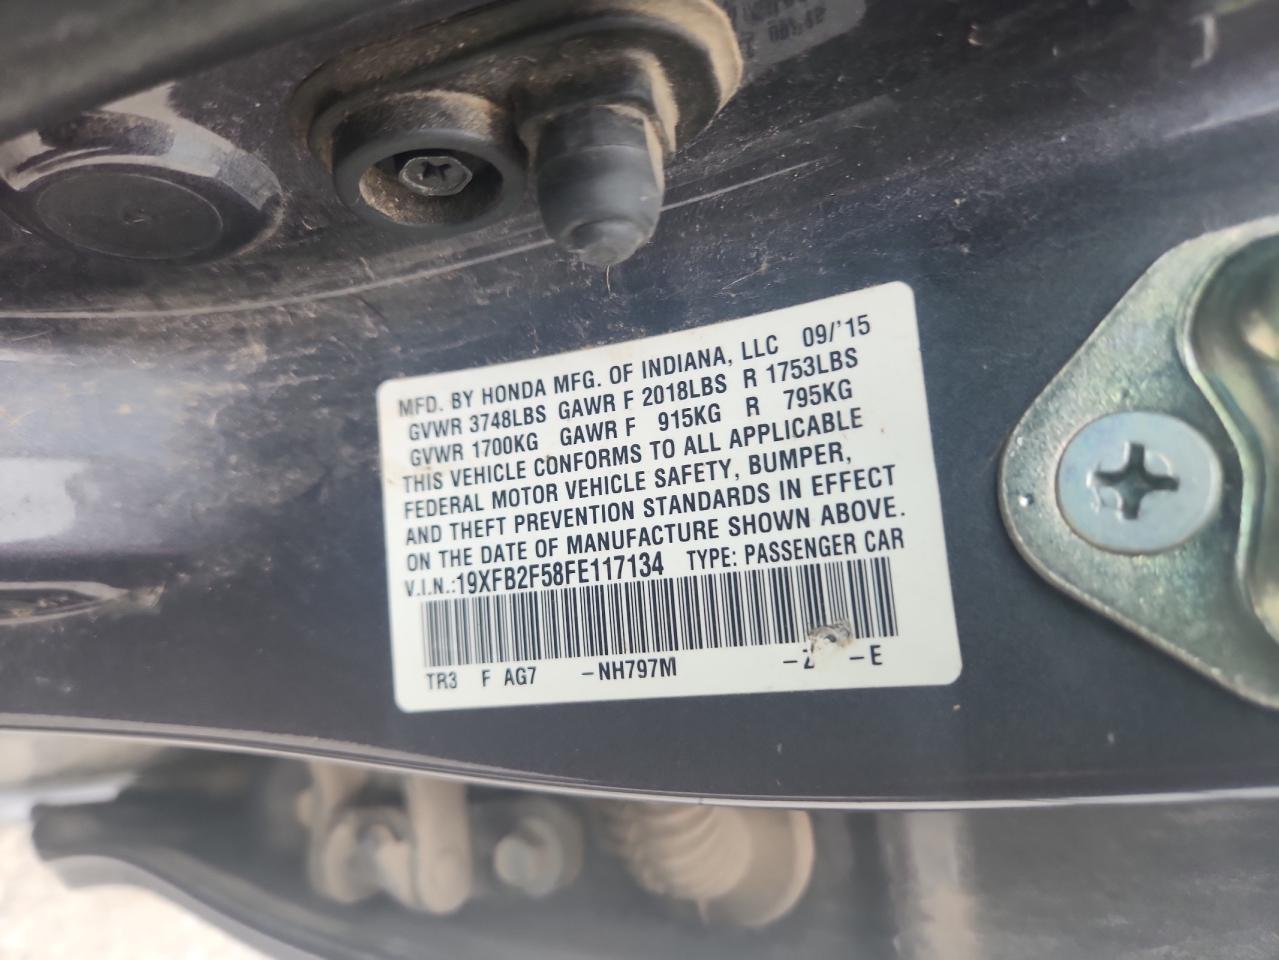 MFD. BY HONDA MFG. OF INDIANA, LLC 09/'15
GVWR 3748LBS GAWR F 2018LBS R 1753LBS
GVWR 1700KG GAWR F 915KG R 795KG
THIS VEHICLE CONFORMS TO ALL APPLICABLE
FEDERAL MOTOR VEHICLE SAFETY, BUMPER,
AND THEFT PREVENTION STANDARDS IN EFFECT
ON THE DATE OF MANUFACTURE SHOWN ABOVE.
V.I.N.:19XFB2F58FE117134 TYPE: PASSENGER CAR
TR3 F AG7 -NH797M -E